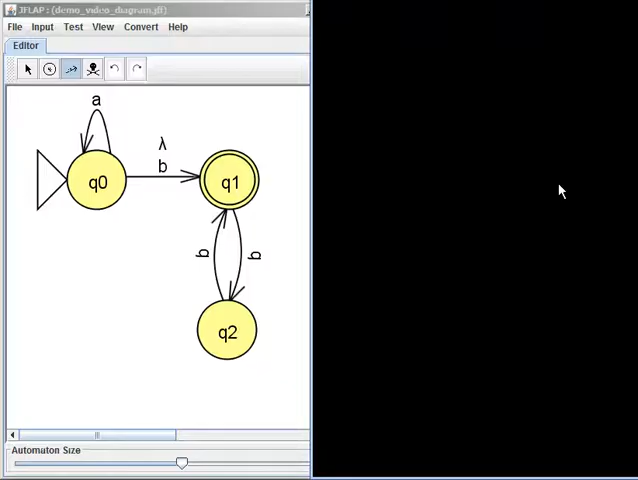 JFLAP : (demo_video_diagram.jff)
File Input Test View Convert Help
Editor
a
λ
b
q0
q1
b
b
q2
Automaton Size